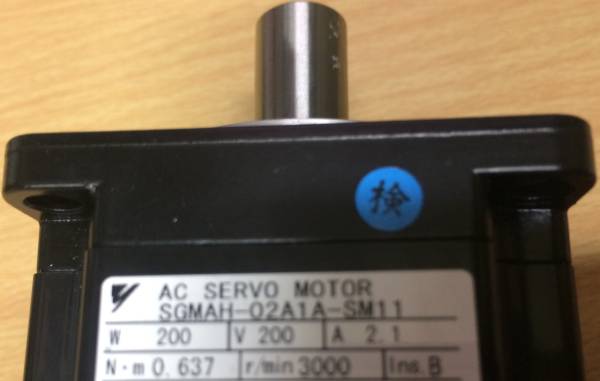 検
AC SERVO MOTOR
SGMAH-02A1A-SM11
W 200 V 200 A 2.1
N·m 0.637 r/min 3000 Ins. B